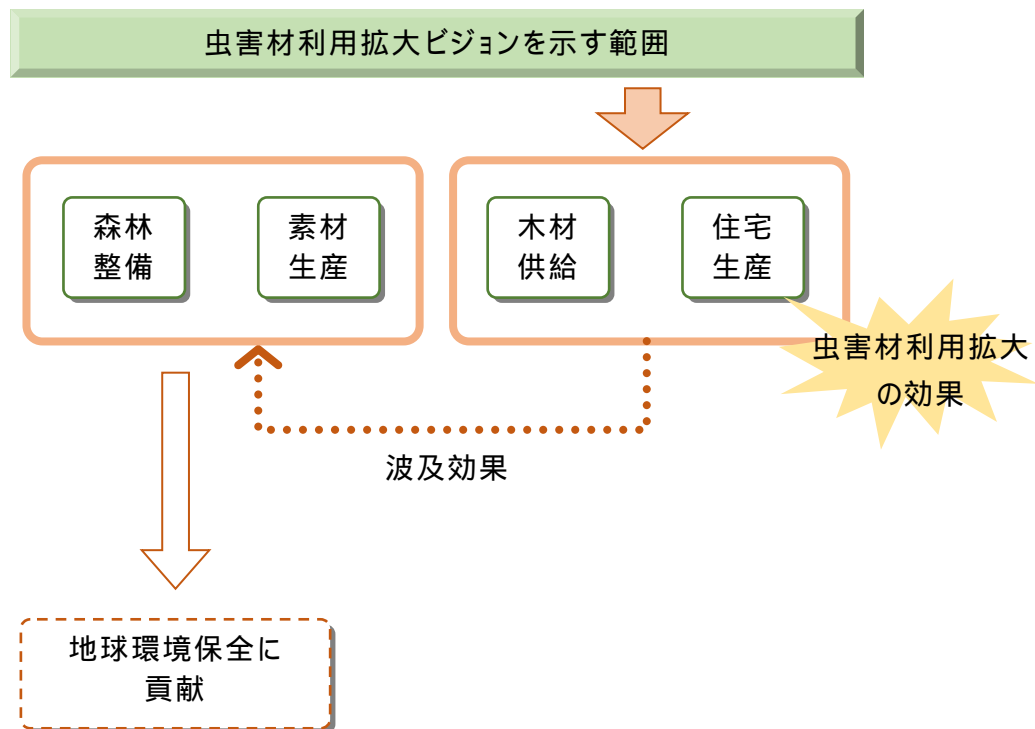 虫害材利用拡大ビジョンを示す範囲
森林
整備
素材
生産
木材
供給
住宅
生産
虫害材利用拡大
の効果
波及効果
地球環境保全に
貢献